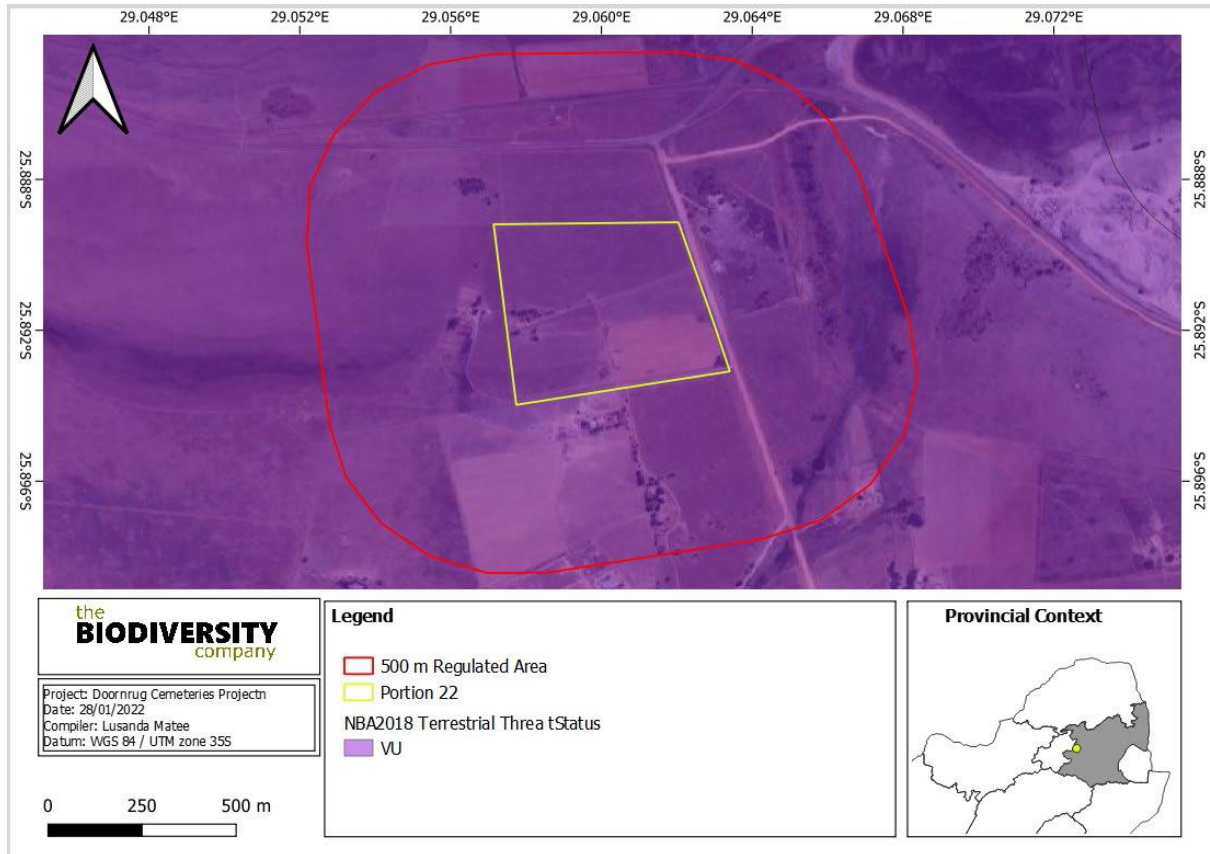 29.048°E 29.052°E 29.056°E 29.060°E 29.064°E 29.068°E 29.072°E
25.888°S 25.888°S
25.892°S 25.892°S
25.896°S 25.896°S
the
BIODIVERSITY
company
Project: Doornrug Cemeteries Projectn
Date: 28/01/2022
Compiler: Lusanda Matee
Datum: WGS 84 / UTM zone 35S
0 250 500 m
Legend
500 m Regulated Area
Portion 22
NBA2018 Terrestrial Threa tStatus
VU
Provincial Context